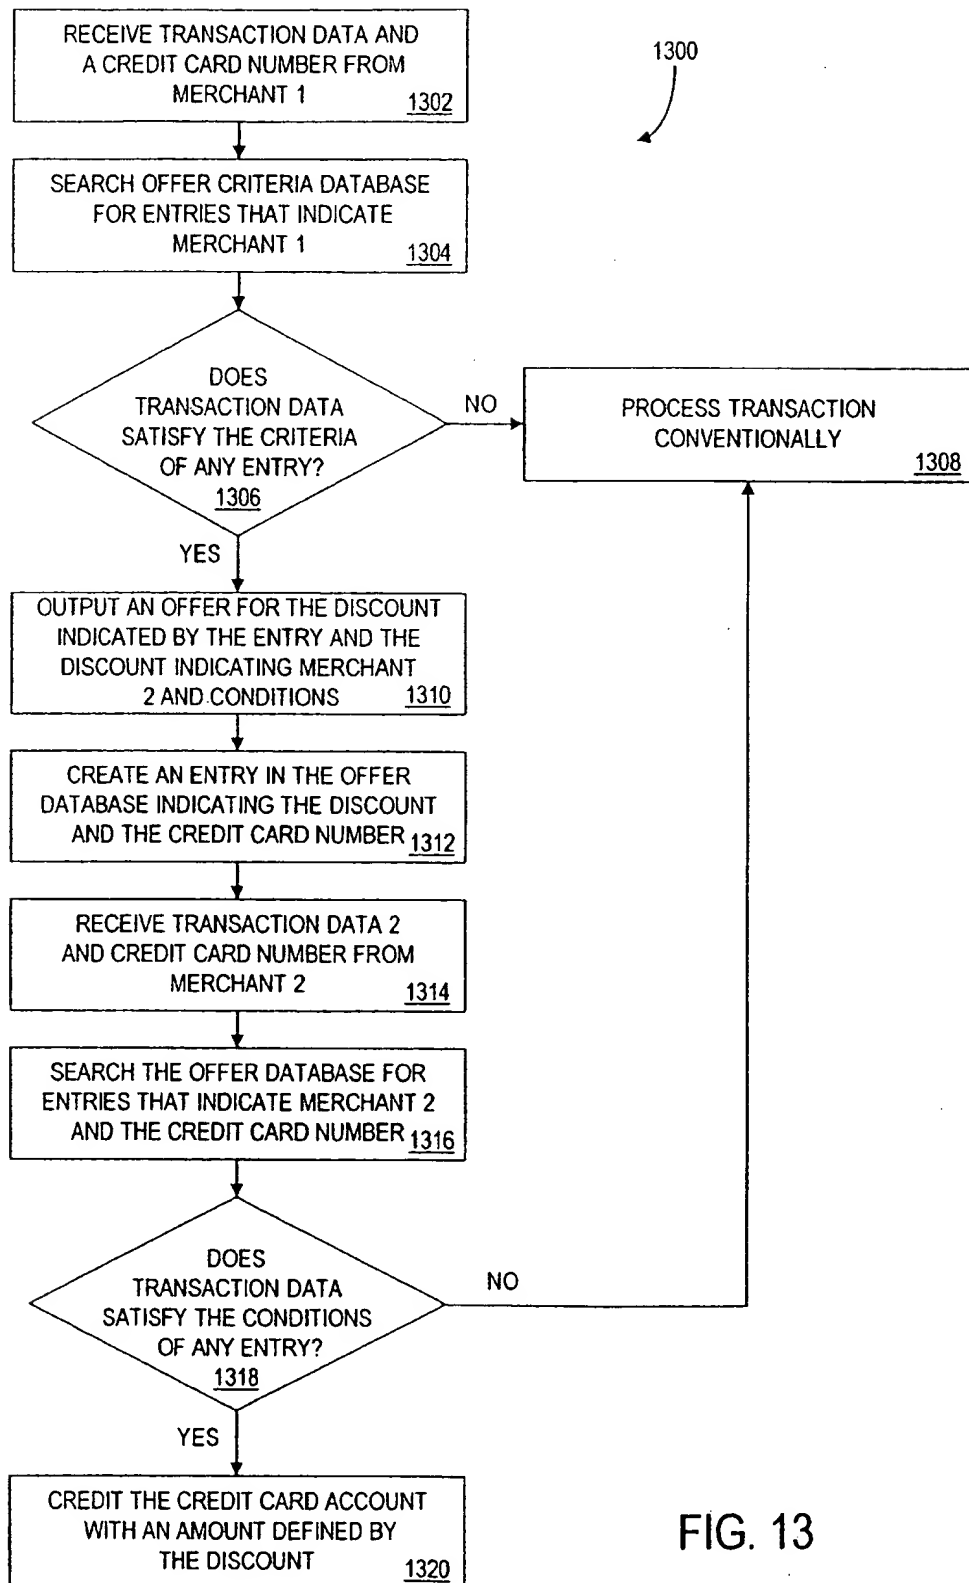 RECEIVE TRANSACTION DATA AND
A CREDIT CARD NUMBER FROM
MERCHANT 1
1302
1300
SEARCH OFFER CRITERIA DATABASE
FOR ENTRIES THAT INDICATE
MERCHANT 1
1304
DOES
TRANSACTION DATA
SATISFY THE CRITERIA
OF ANY ENTRY?
1306
NO
PROCESS TRANSACTION
CONVENTIONALLY
1308
YES
OUTPUT AN OFFER FOR THE DISCOUNT
INDICATED BY THE ENTRY AND THE
DISCOUNT INDICATING MERCHANT
2 AND CONDITIONS
1310
CREATE AN ENTRY IN THE OFFER
DATABASE INDICATING THE DISCOUNT
AND THE CREDIT CARD NUMBER
1312
RECEIVE TRANSACTION DATA 2
AND CREDIT CARD NUMBER FROM
MERCHANT 2
1314
SEARCH THE OFFER DATABASE FOR
ENTRIES THAT INDICATE MERCHANT 2
AND THE CREDIT CARD NUMBER
1316
DOES
TRANSACTION DATA
SATISFY THE CONDITIONS
OF ANY ENTRY?
1318
NO
YES
CREDIT THE CREDIT CARD ACCOUNT
WITH AN AMOUNT DEFINED BY
THE DISCOUNT
1320
FIG. 13